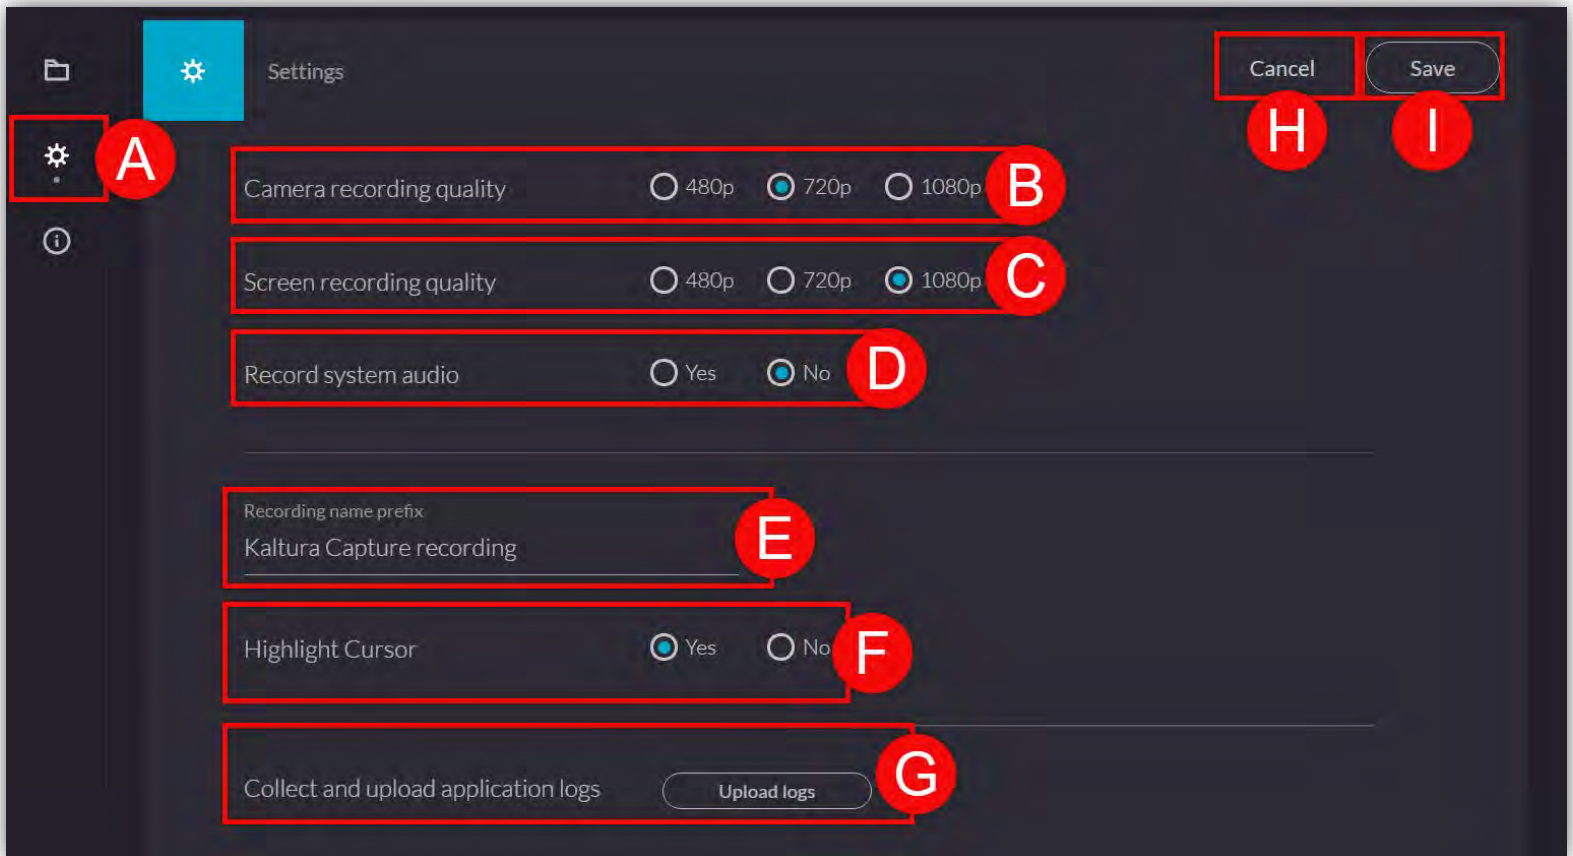 Settings
Cancel
Save
H
I
A
Camera recording quality 480p 720p 1080p B
Screen recording quality 480p 720p 1080p C
Record system audio Yes No D
Recording name prefix
Kaltura Capture recording
E
Highlight Cursor Yes No F
Collect and upload application logs Upload logs G